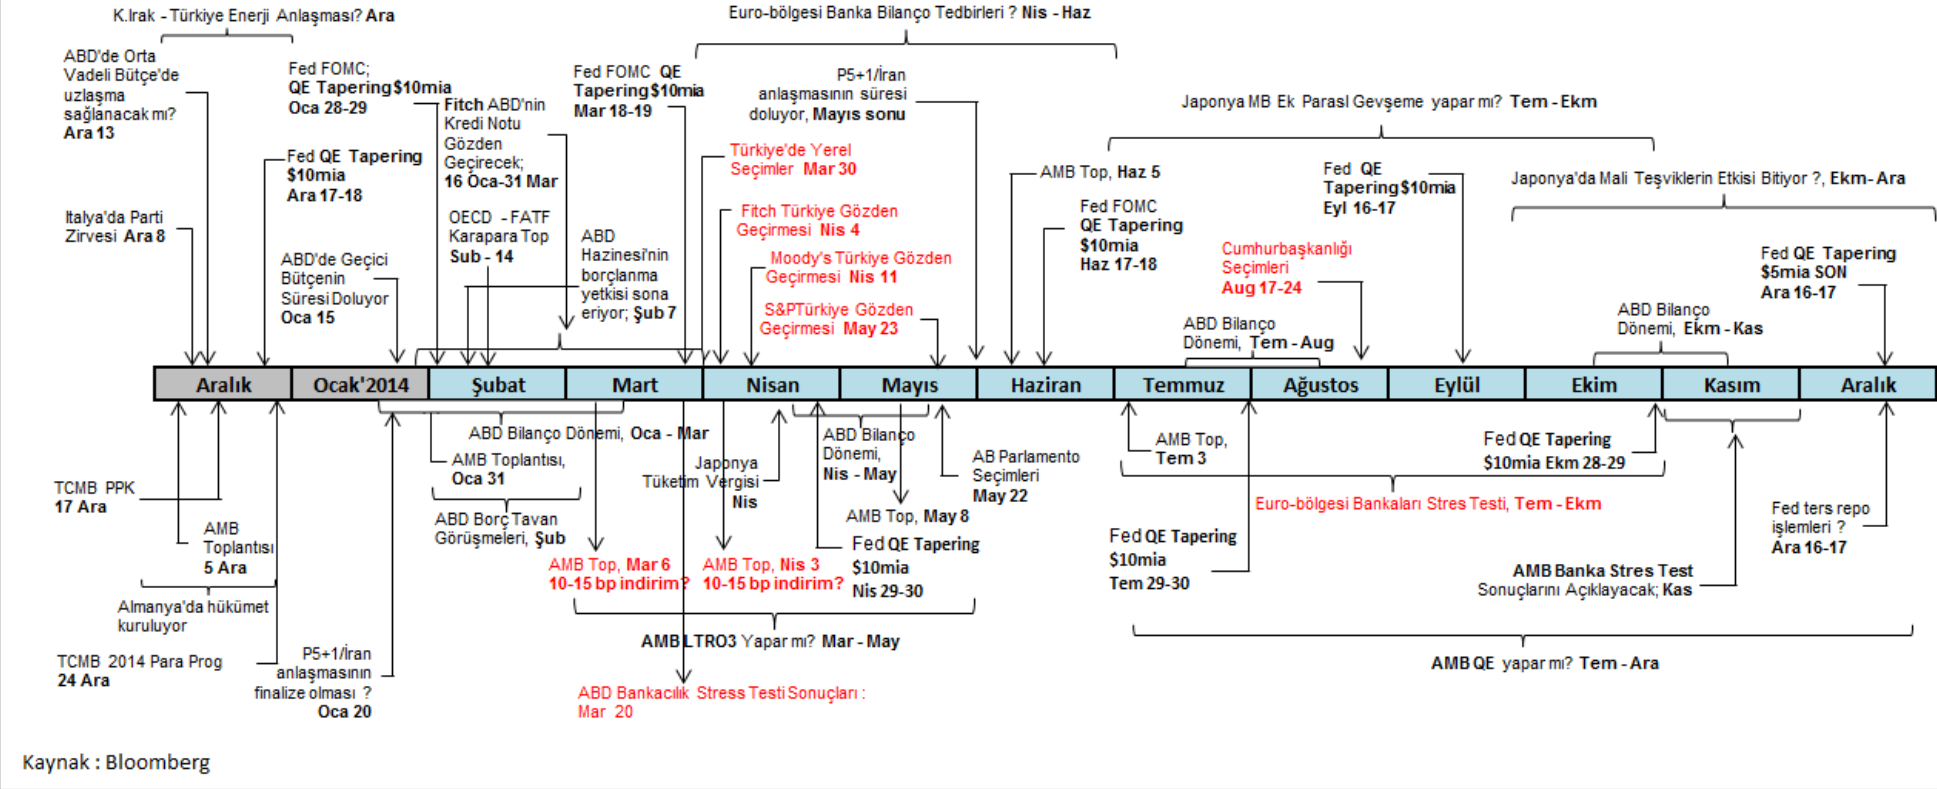 K.Irak - Türkiye Enerji Anlaşması? Ara
Euro-bölgesi Banka Bilanço Tedbirleri ? Nis - Haz
ABD'de Orta
Vadeli Bütçe'de
uzlaşma
sağlanacak mı?
Ara 13
Fed FOMC;
QE Tapering $10mia
Oca 28-29
Fitch ABD'nin
Kredi Notu
Gözden
Geçirecek;
16 Oca-31 Mar
Fed FOMC QE
Tapering $10mia
Mar 18-19
P5+1/İran
anlaşmasının süresi
doluyor, Mayıs sonu
Japonya MB Ek Parasl Gevşeme yapar mı? Tem - Ekm
Fed QE Tapering
$10mia
Ara 17-18
Türkiye'de Yerel
Seçimler Mar 30
AMB Top, Haz 5
Fed QE
Tapering $10mia
Eyl 16-17
Japonya'da Mali Teşviklerin Etkisi Bitiyor ?, Ekm- Ara
Italya'da Parti
Zirvesi Ara 8
OECD - FATF
Karapara Top
Sub - 14
Fitch Türkiye Gözden
Geçirmesi Nis 4
Fed FOMC
QE Tapering
$10mia
Haz 17-18
ABD'de Geçici
Bütçenin
Süresi Doluyor
Oca 15
ABD
Hazinesi'nin
borçlanma
yetkisi sona
eriyor; Şub 7
Moody's Türkiye Gözden
Geçirmesi Nis 11
Cumhurbaşkanlığı
Seçimleri
Aug 17-24
Fed QE Tapering
$5mia SON
Ara 16-17
S&PTürkiye Gözden
Geçirmesi May 23
ABD Bilanço
Dönemi, Tem - Aug
ABD Bilanço
Dönemi, Ekm - Kas
Aralık Ocak'2014 Şubat Mart Nisan Mayıs Haziran Temmuz Ağustos Eylül Ekim Kasım Aralık
ABD Bilanço Dönemi, Oca - Mar
AMB Toplantısı,
Oca 31
Japonya
Tüketim Vergisi
Nis
ABD Bilanço
Dönemi,
Nis - May
AB Parlamento
Seçimleri
May 22
AMB Top,
Tem 3
Fed QE Tapering
$10mia Ekm 28-29
TCMB PPK
17 Ara
AMB
Toplantısı
5 Ara
ABD Borç Tavan
Görüşmeleri, Şub
AMB Top, May 8
Euro-bölgesi Bankaları Stres Testi, Tem - Ekm
Fed ters repo
işlemleri ?
Ara 16-17
AMB Top, Mar 6
10-15 bp indirim?
AMB Top, Nis 3
10-15 bp indirim?
Fed QE Tapering
$10mia
Nis 29-30
Fed QE Tapering
$10mia
Tem 29-30
AMB Banka Stres Test
Sonuçlarını Açıklayacak; Kas
Almanya'da hükümet
kuruluyor
AMB LTRO3 Yapar mı? Mar - May
TCMB 2014 Para Prog
24 Ara
P5+1/İran
anlaşmasının
finalize olması ?
Oca 20
AMB QE yapar mı? Tem - Ara
ABD Bankacılık Stress Testi Sonuçları :
Mar 20
Kaynak : Bloomberg